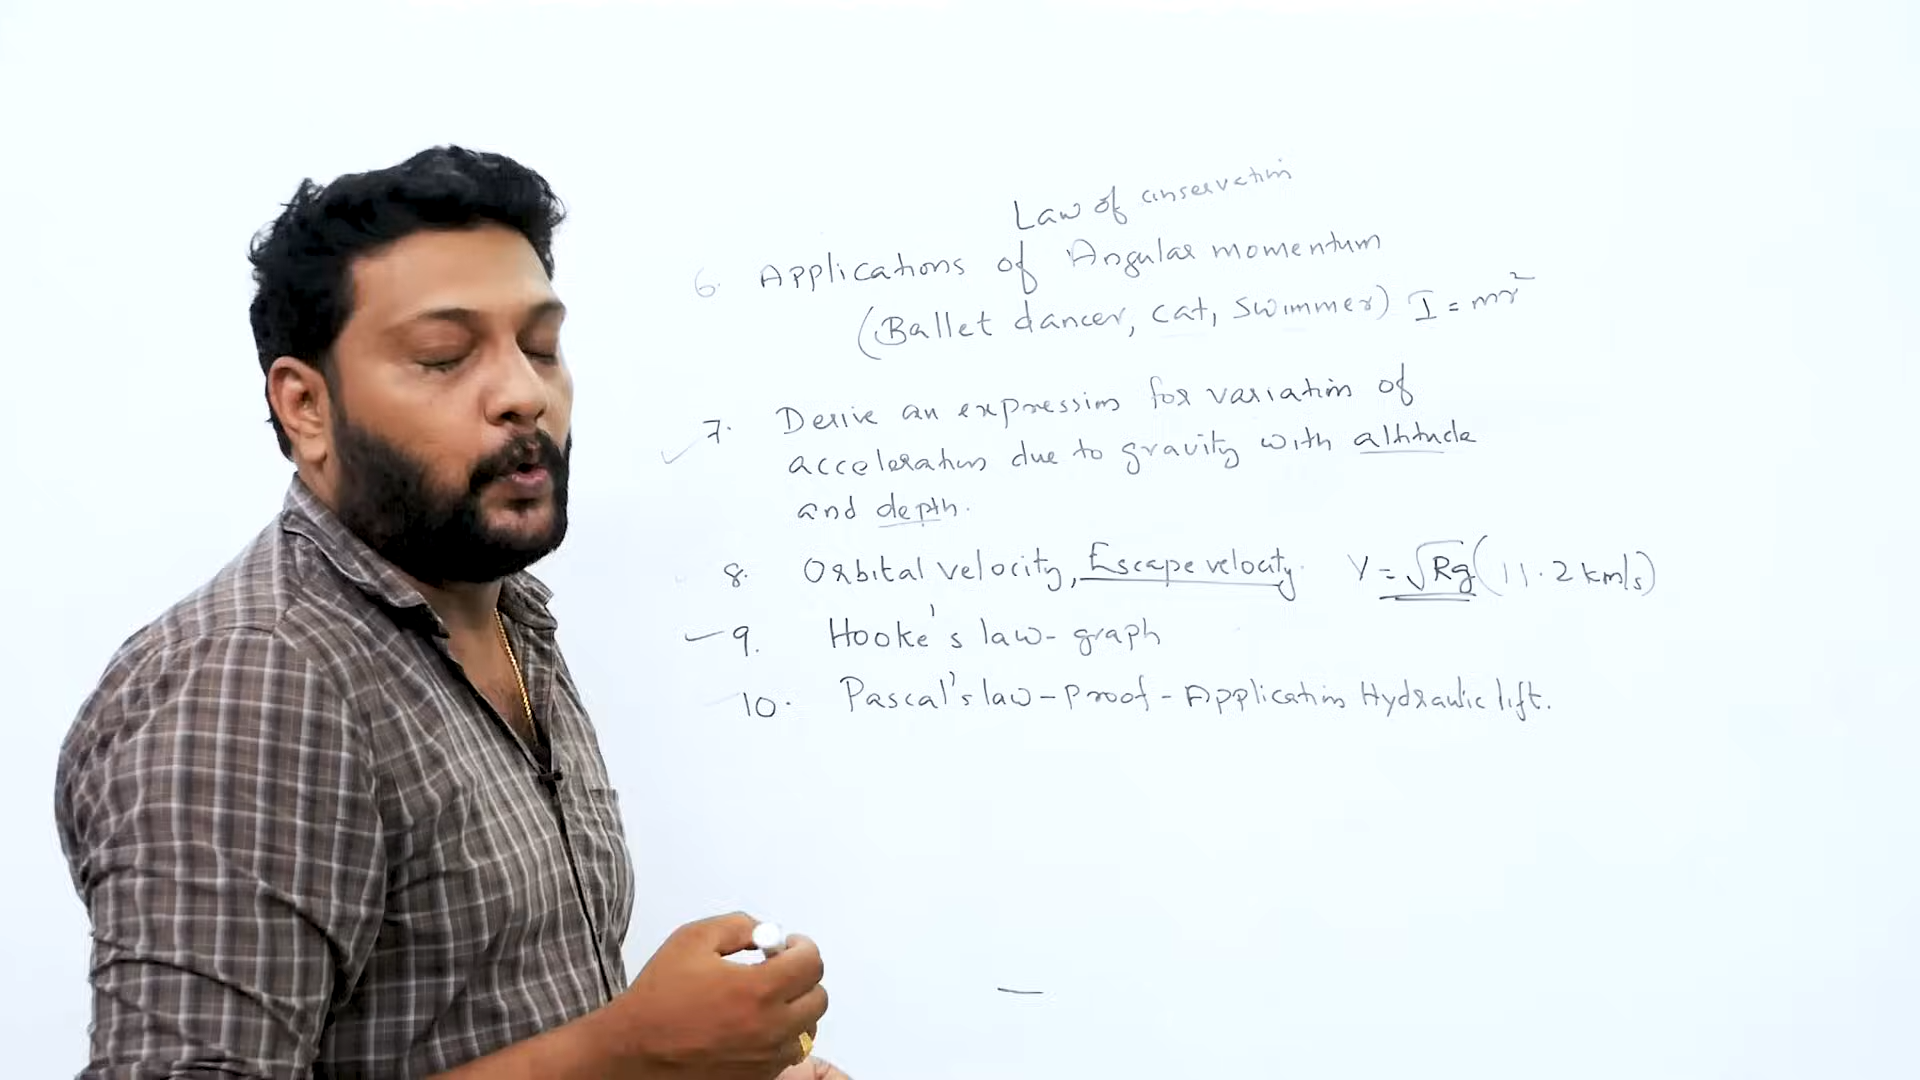 Law of conservation
6. Applications of Angular momentum
(Ballet dancer, cat, swimmer) I = mr²
7. Derive an expression for variation of
acceleration due to gravity with altitude
and depth.
8. Orbital velocity, Escape velocity. V = √Rg (11.2 km/s)
9. Hooke's law - graph
10. Pascal's law - proof - Application Hydraulic lift.